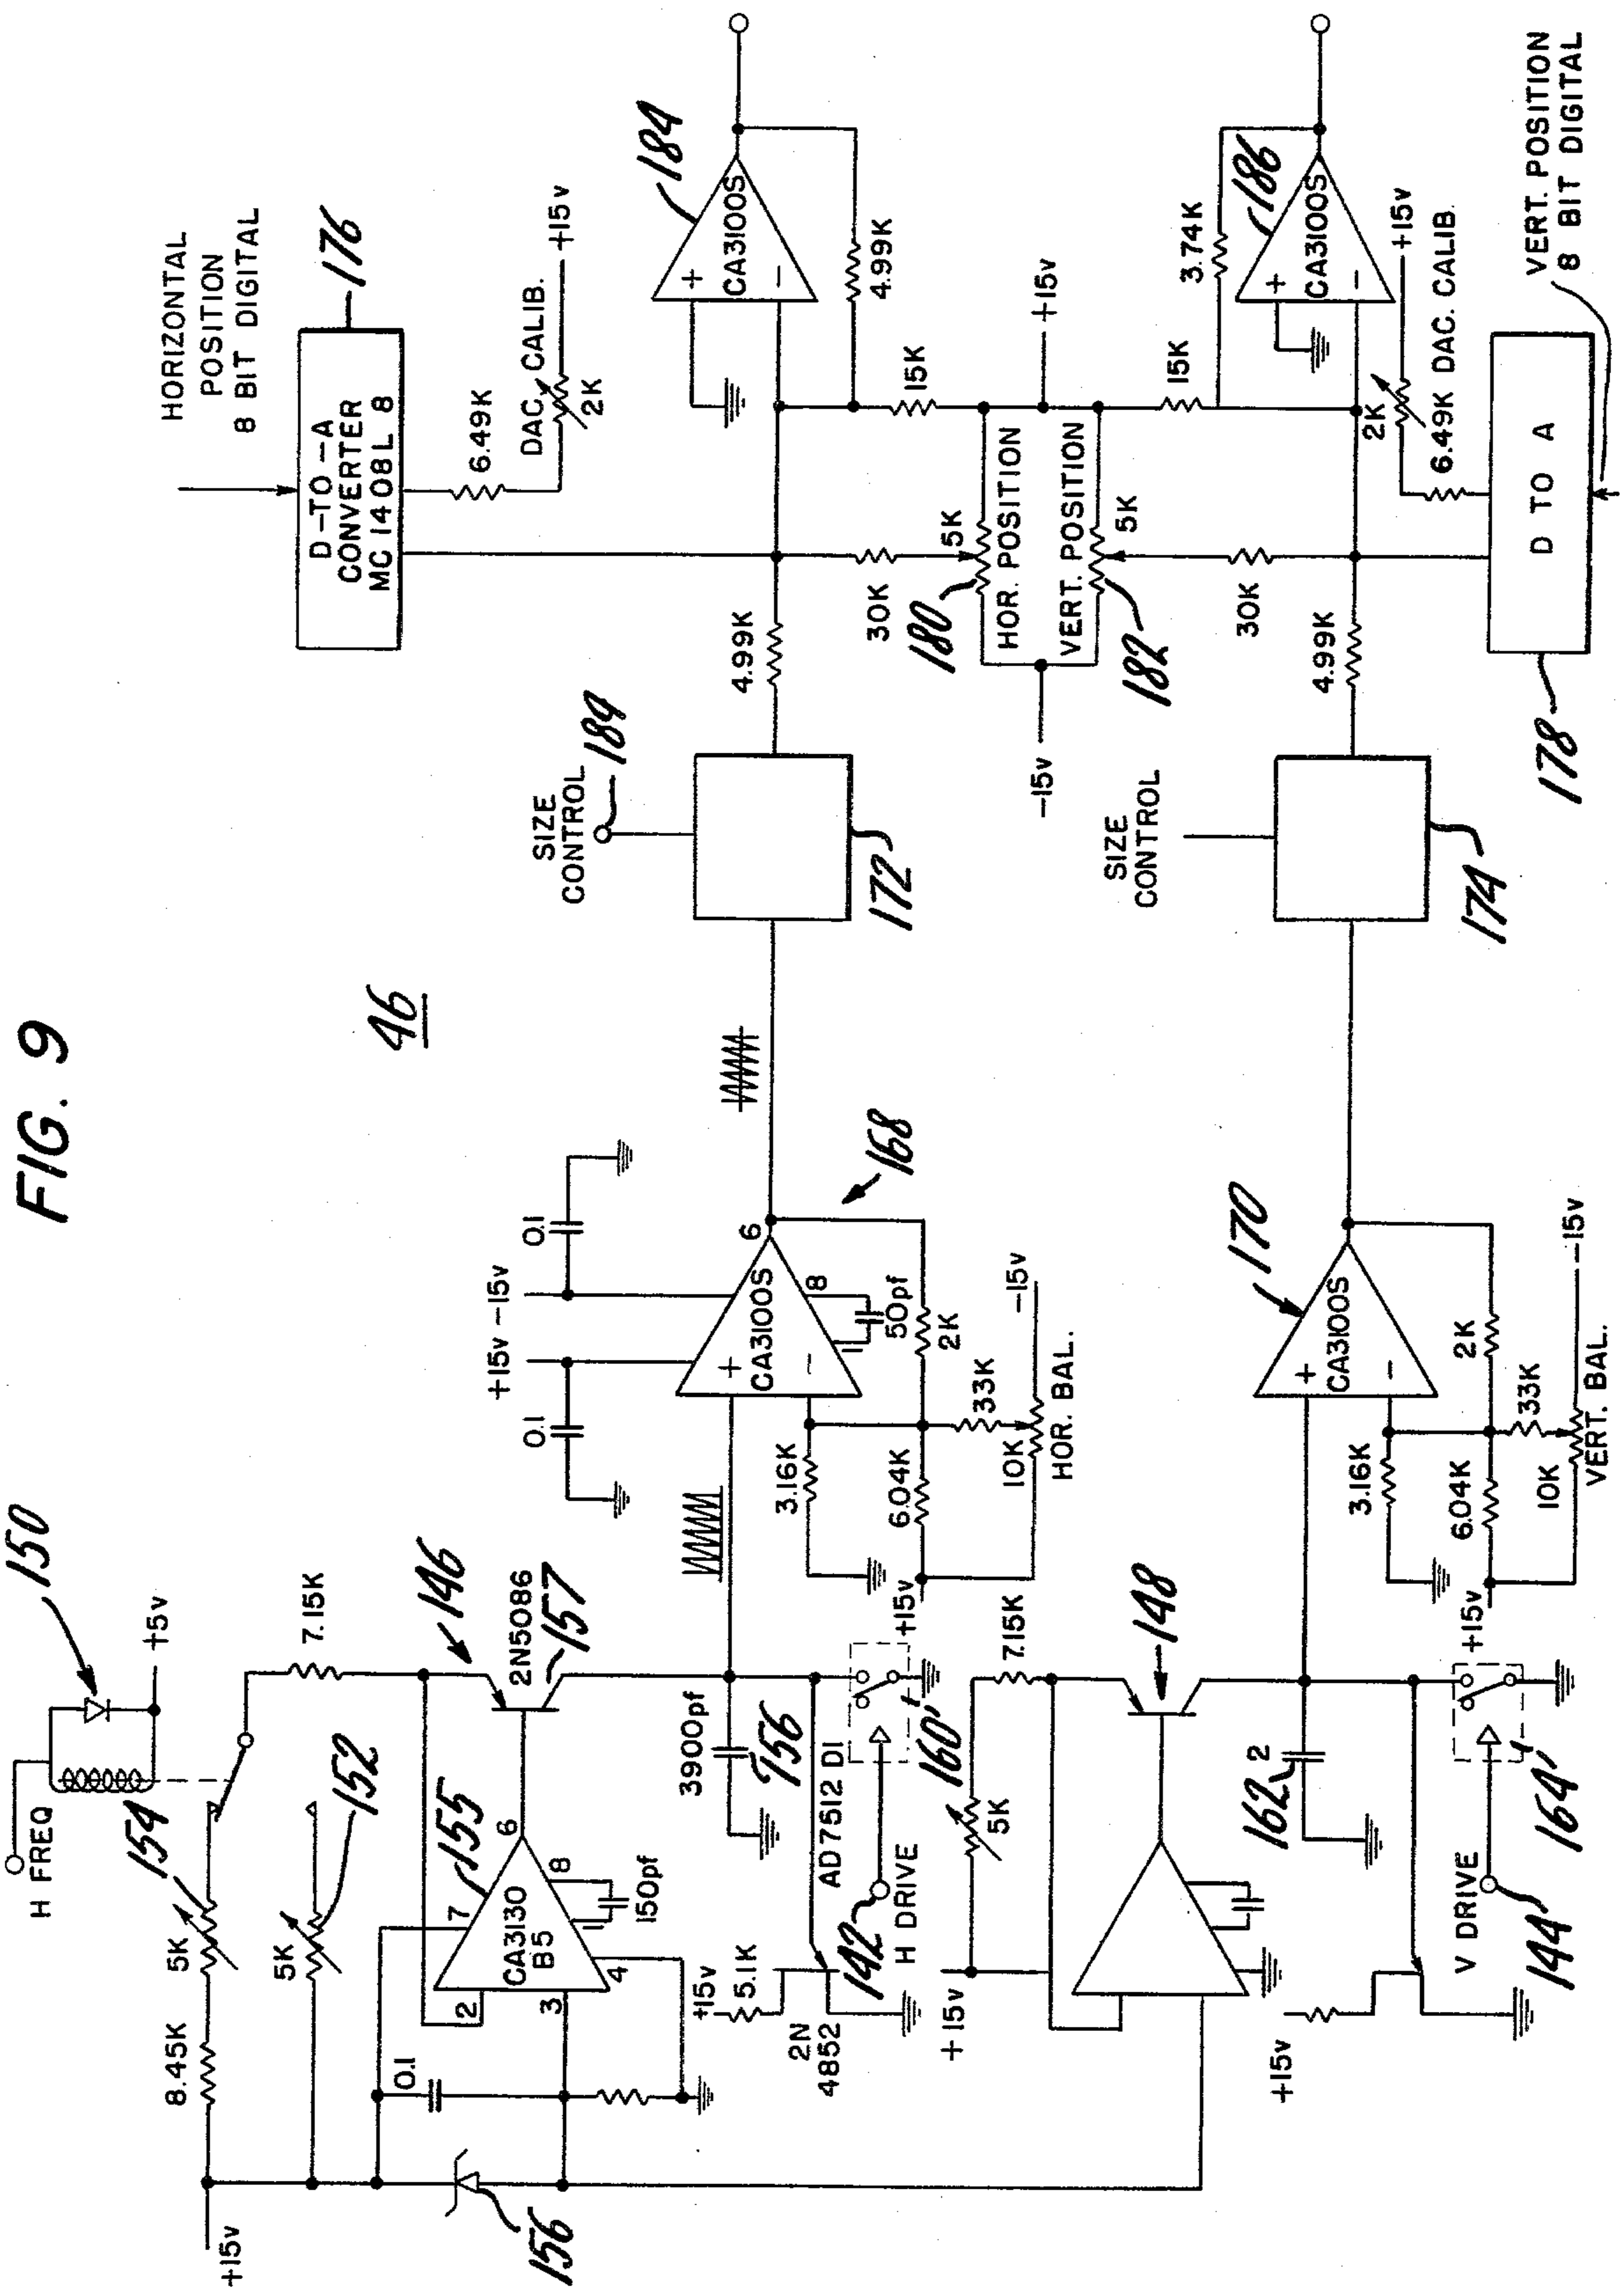 FIG. 9
46
H FREQ
150
+5v
154
5K
8.45K
152
5K
+15v
7.15K
146
2N5086
157
155
CA3130
B5
2
3
4
6
7
8
150pf
0.1
156
3900pf
156
AD7512 DI
+15v
5.1K
2N
4852
142
H DRIVE
160'
0.1
+15v
-15v
0.1
+
CA3100S
-
6
8
50pf
2K
168
3.16K
6.04K
33K
10K
HOR. BAL.
-15v
+15v
SIZE
CONTROL
184
172
4.99K
HORIZONTAL
POSITION
8 BIT DIGITAL
D-TO-A
CONVERTER
MC 1408L 8
176
6.49K
DAC. CALIB.
2K
+15v
184
+
CA3100S
-
4.99K
15K
30K
5K
180
HOR. POSITION
-15v
+15v
VERT. POSITION
5K
182
30K
15K
+15v
7.15K
5K
148
162
2
V DRIVE
144
164'
+15v
170
+
CA3100S
-
2K
3.16K
6.04K
33K
10K
VERT. BAL.
-15v
+15v
SIZE
CONTROL
174
4.99K
3.74K
186
+
CA3100S
-
+15v
2K
6.49K DAC. CALIB.
D TO A
178
VERT. POSITION
8 BIT DIGITAL